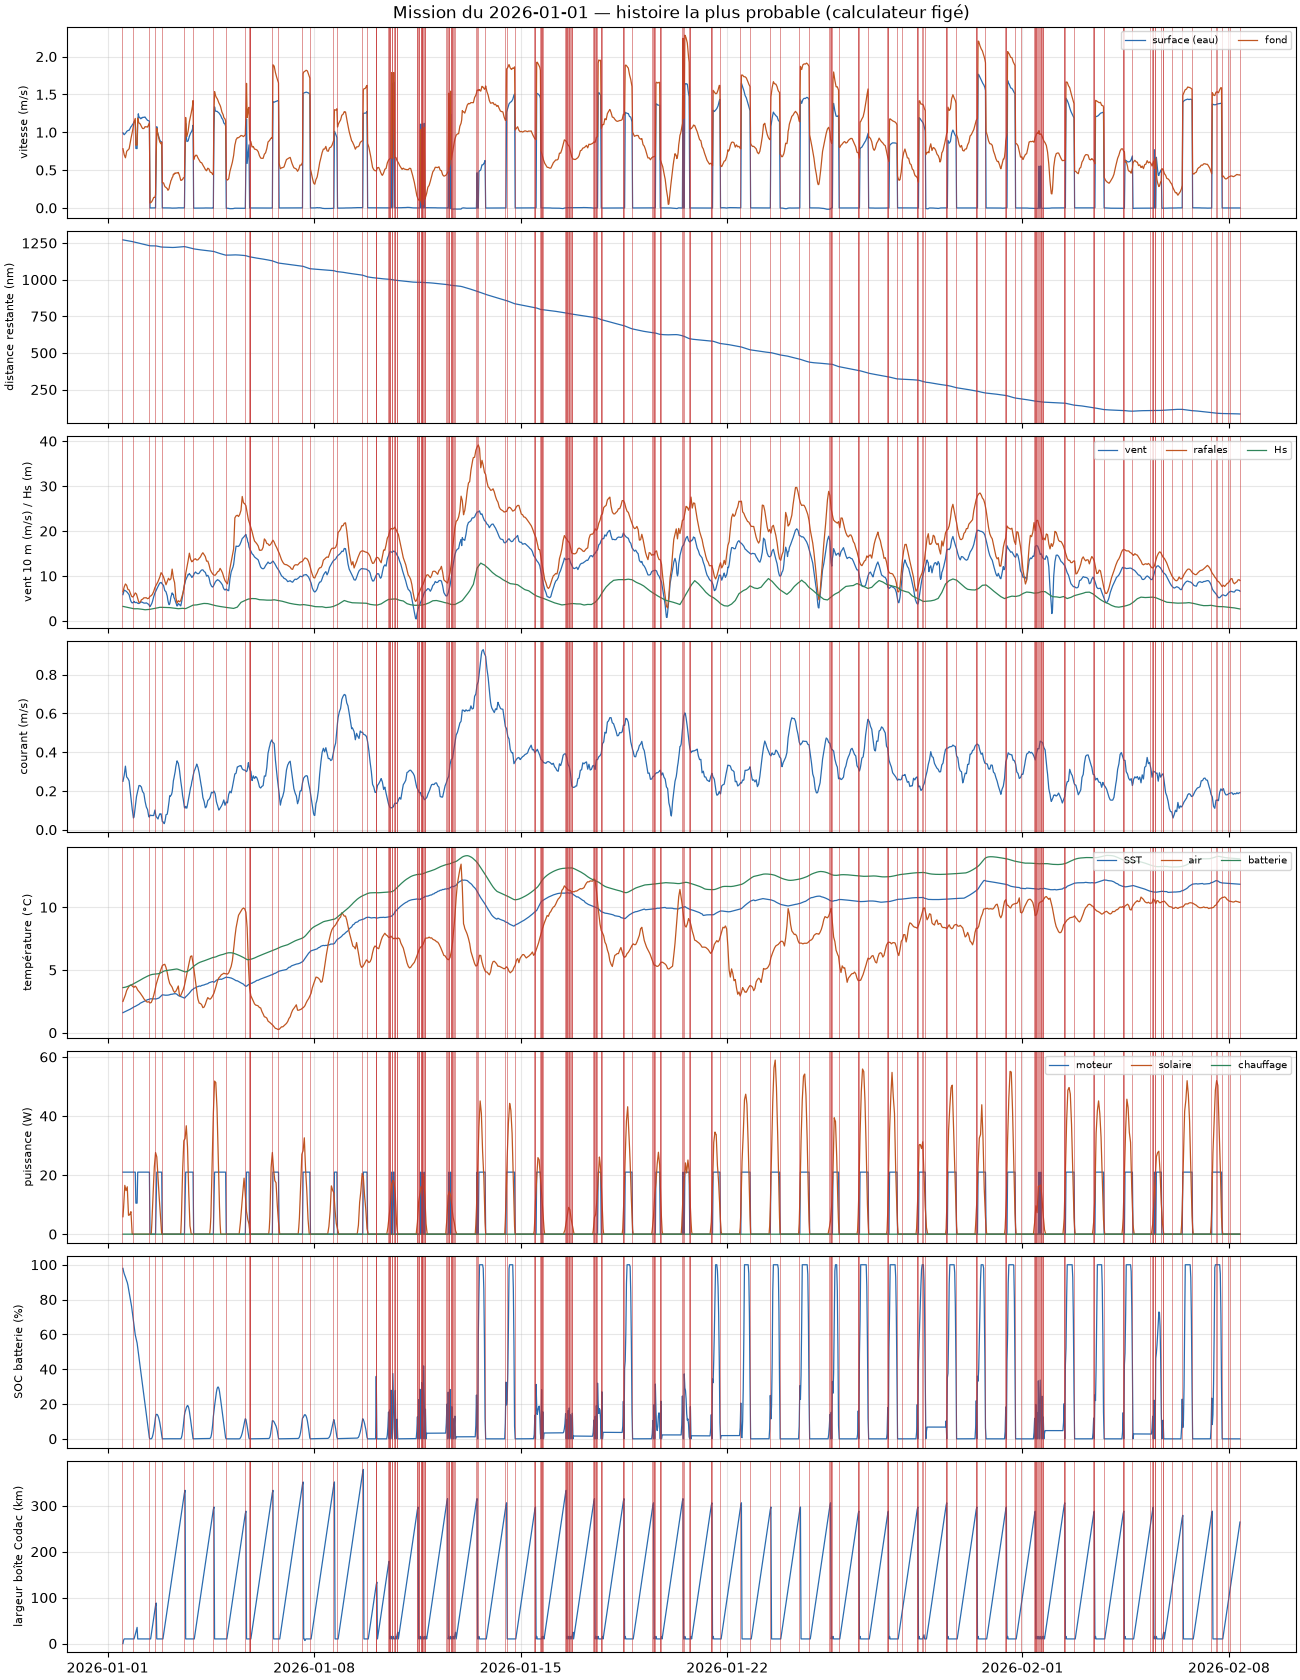 Mission du 2026-01-01 — histoire la plus probable (calculateur figé)
vitesse (m/s)
2.0
1.5
1.0
0.5
0.0
surface (eau) fond
distance restante (nm)
1250
1000
750
500
250
vent 10 m (m/s) / Hs (m)
40
30
20
10
0
vent rafales Hs
courant (m/s)
0.8
0.6
0.4
0.2
0.0
température (°C)
10
5
0
SST air batterie
puissance (W)
60
40
20
0
moteur solaire chauffage
SOC batterie (%)
100
80
60
40
20
0
largeur boîte Codac (km)
300
200
100
0
2026-01-01 2026-01-08 2026-01-15 2026-01-22 2026-02-01 2026-02-08